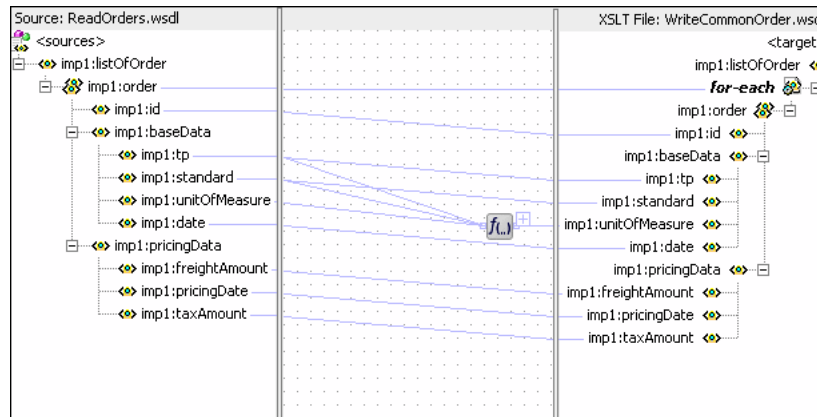 Source: ReadOrders.wsdl
XSLT File: WriteCommonOrder.wsd
<sources>
<target
imp1:listOfOrder
imp1:listOfOrder
imp1:order
for-each
imp1:id
imp1:order
imp1:baseData
imp1:id
imp1:tp
imp1:baseData
imp1:standard
imp1:tp
imp1:unitOfMeasure
imp1:standard
imp1:date
f(..)
imp1:unitOfMeasure
imp1:pricingData
imp1:date
imp1:freightAmount
imp1:pricingData
imp1:pricingDate
imp1:freightAmount
imp1:taxAmount
imp1:pricingDate
imp1:taxAmount